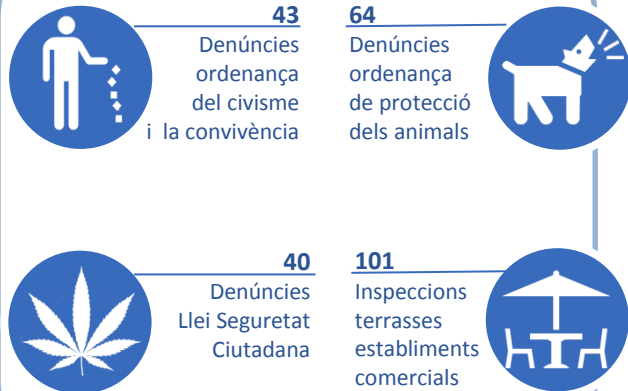 43
Denúncies
ordenança
del civisme
i la convivència
64
Denúncies
ordenança
de protecció
dels animals
40
Denúncies
Llei Seguretat
Ciutadana
101
Inspeccions
terrasses
establiments
comercials